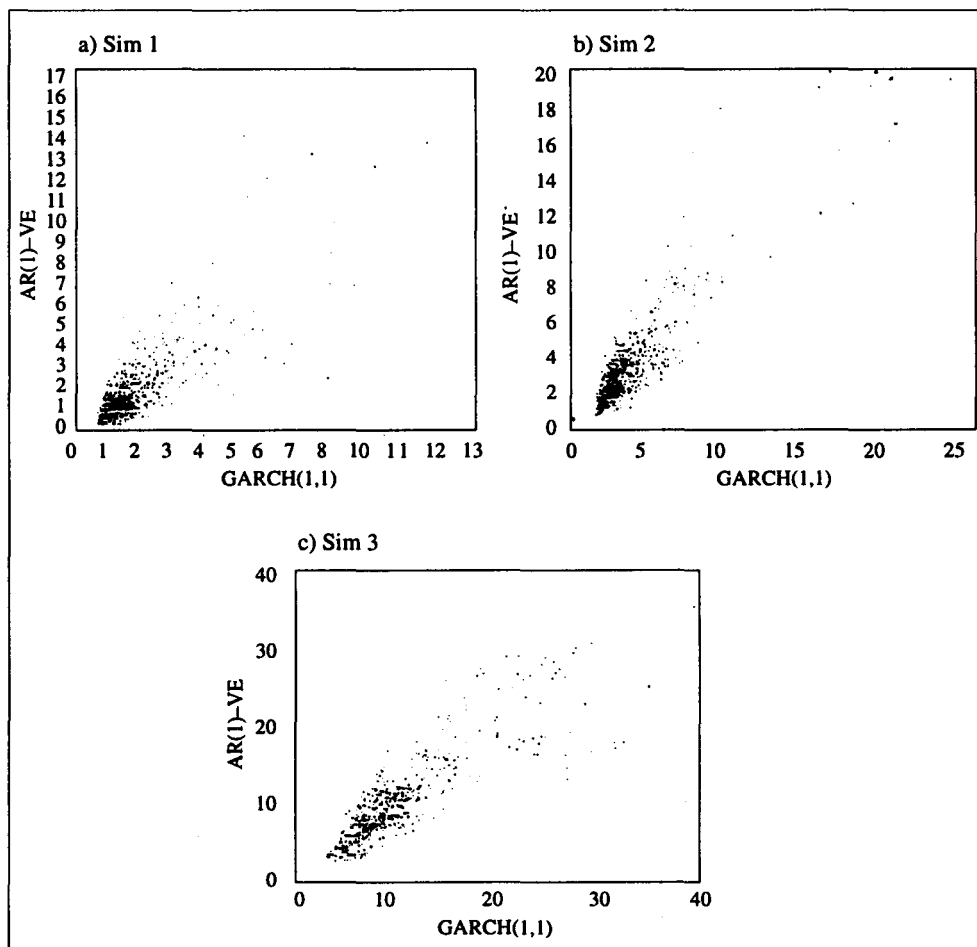 a) Sim 1
17
16
15
14
13
12
11
10
9
8
7
6
5
4
3
2
1
0
AR(1)–VE
0 1 2 3 4 5 6 7 8 9 10 11 12 13
GARCH(1,1)
b) Sim 2
20
18
16
14
12
10
8
6
4
2
0
AR(1)–VE
0 5 10 15 20 25
GARCH(1,1)
c) Sim 3
40
30
20
10
0
AR(1)–VE
0 10 20 30 40
GARCH(1,1)